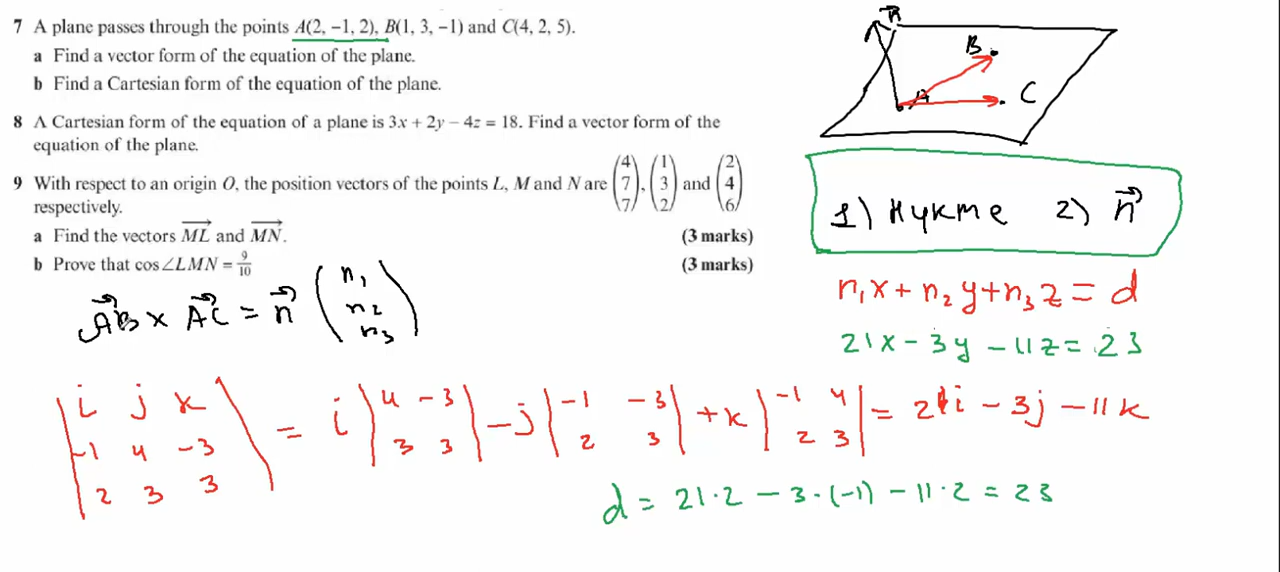 7 A plane passes through the points A(2, −1, 2), B(1, 3, −1) and C(4, 2, 5).
a Find a vector form of the equation of the plane.
b Find a Cartesian form of the equation of the plane.
8 A Cartesian form of the equation of a plane is 3x + 2y − 4z = 18. Find a vector form of the
equation of the plane.
9 With respect to an origin O, the position vectors of the points L, M and N are (4 7 7), (1 3 2) and (2 4 6)
respectively.
a Find the vectors ML→ and MN→. (3 marks)
b Prove that cos∠LMN = 9/10 (3 marks)
n→
B
A
C
1) Нукте 2) n→
AB→ × AC→ = n→ (n₁ n₂ n₃)
n₁x + n₂y + n₃z = d
21x − 3y − 11z = 23
|i j k; −1 4 −3; 2 3 3| = i |4 −3; 3 3| − j |−1 −3; 2 3| + k |−1 4; 2 3| = 21i − 3j − 11k
d = 21·2 − 3·(−1) − 11·2 = 23